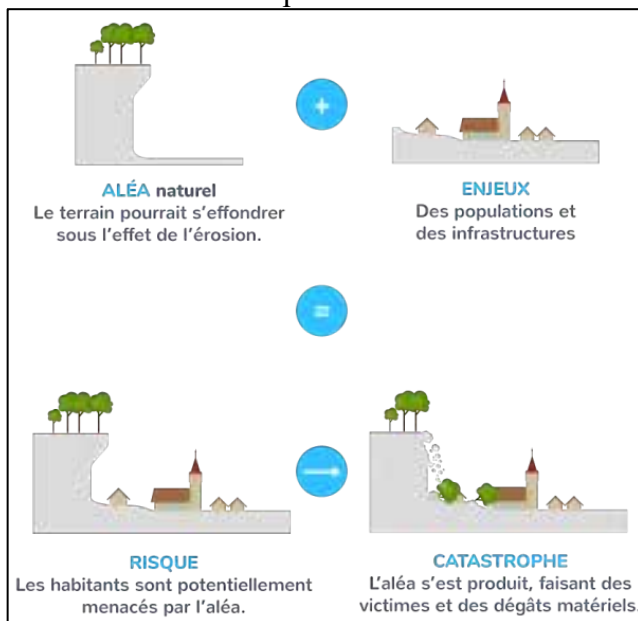 +
ALÉA naturel
Le terrain pourrait s'effondrer
sous l'effet de l'érosion.
ENJEUX
Des populations et
des infrastructures
=
RISQUE
Les habitants sont potentiellement
menacés par l'aléa.
CATASTROPHE
L'aléa s'est produit, faisant des
victimes et des dégâts matériels.